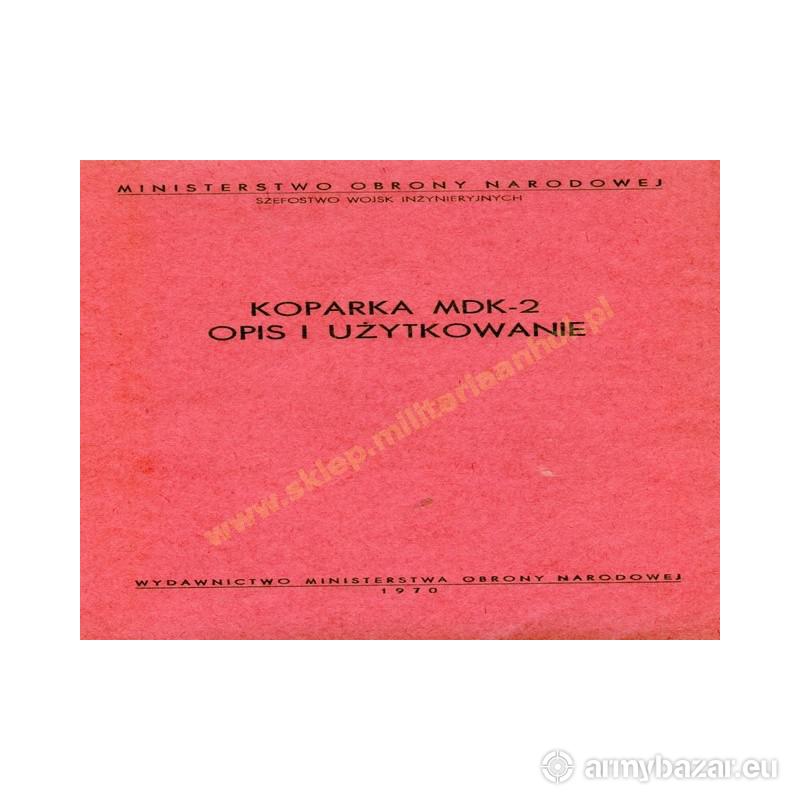 MINISTERSTWO OBRONY NARODOWEJ
SZEFOSTWO WOJSK INŻYNIERYJNYCH
KOPARKA MDK-2
OPIS I UŻYTKOWANIE
www.sklep.militariaanhuk.pl
WYDAWNICTWO MINISTERSTWA OBRONY NARODOWEJ
1970
armybazar.eu